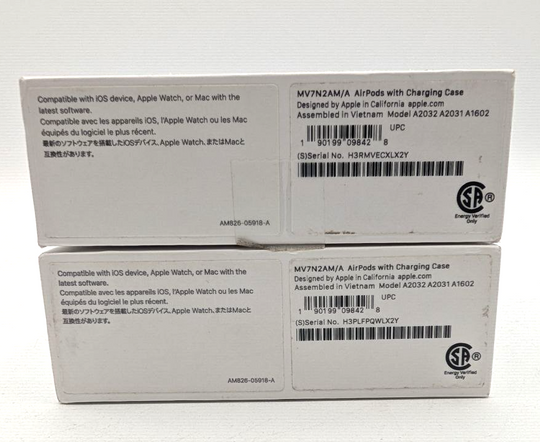 Compatible with iOS device, Apple Watch, or Mac with the
latest software.
Compatible avec les appareils iOS, l'Apple Watch ou les Mac
équipés du logiciel le plus récent.
最新のソフトウェアを搭載したiOSデバイス、Apple Watch、またはMacと
互換性があります。
AM826-05918-A
MV7N2AM/A AirPods with Charging Case
Designed by Apple in California apple.com
Assembled in Vietnam Model A2032 A2031 A1602
UPC
1 90199 09842 8
(S)Serial No. H3RMVECXLX2Y
SA ®
Energy Verified
Only
Compatible with iOS device, Apple Watch, or Mac with the
latest software.
Compatible avec les appareils iOS, l'Apple Watch ou les Mac
équipés du logiciel le plus récent.
最新のソフトウェアを搭載したiOSデバイス、Apple Watch、またはMacと
互換性があります。
AM826-05918-A
MV7N2AM/A AirPods with Charging Case
Designed by Apple in California apple.com
Assembled in Vietnam Model A2032 A2031 A1602
UPC
1 90199 09842 8
(S)Serial No. H3PLFPQWLX2Y
SA ®
Energy Verified
Only